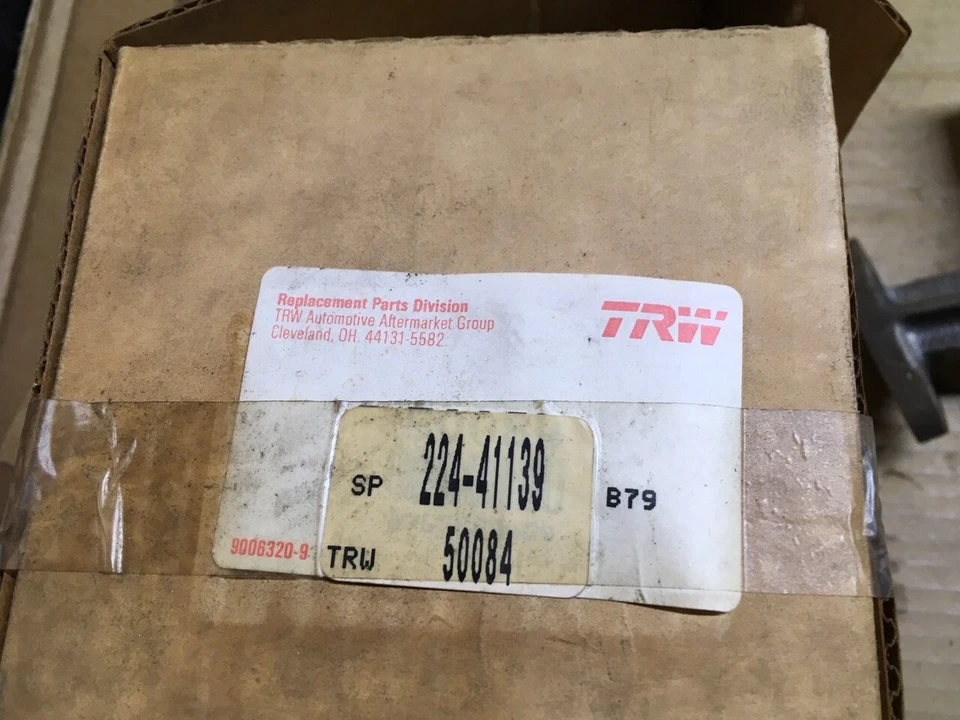 Replacement Parts Division
TRW Automotive Aftermarket Group
Cleveland, OH. 44131-5582
TRW
SP 224-41139
B79
9006320-9
TRW 50084